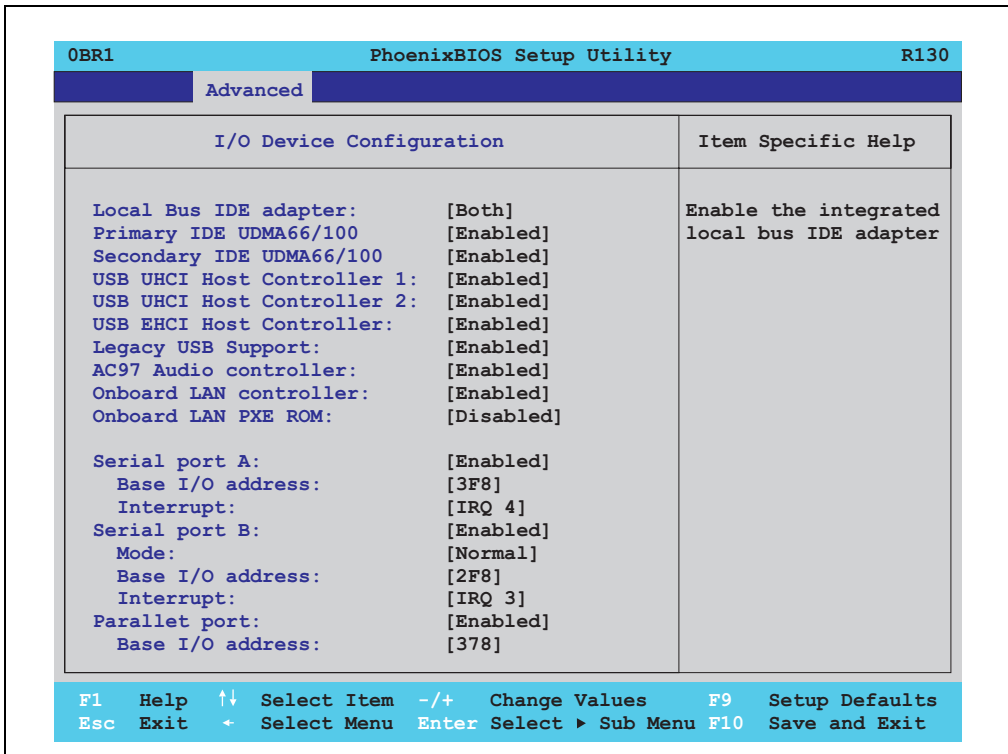 0BR1 PhoenixBIOS Setup Utility R130
Advanced
I/O Device Configuration
Item Specific Help
Local Bus IDE adapter: [Both]
Primary IDE UDMA66/100 [Enabled]
Secondary IDE UDMA66/100 [Enabled]
USB UHCI Host Controller 1: [Enabled]
USB UHCI Host Controller 2: [Enabled]
USB EHCI Host Controller: [Enabled]
Legacy USB Support: [Enabled]
AC97 Audio controller: [Enabled]
Onboard LAN controller: [Enabled]
Onboard LAN PXE ROM: [Disabled]
Serial port A: [Enabled]
Base I/O address: [3F8]
Interrupt: [IRQ 4]
Serial port B: [Enabled]
Mode: [Normal]
Base I/O address: [2F8]
Interrupt: [IRQ 3]
Parallet port: [Enabled]
Base I/O address: [378]
Enable the integrated
local bus IDE adapter
F1 Help ↑↓ Select Item -/+ Change Values F9 Setup Defaults
Esc Exit ← Select Menu Enter Select ▶ Sub Menu F10 Save and Exit